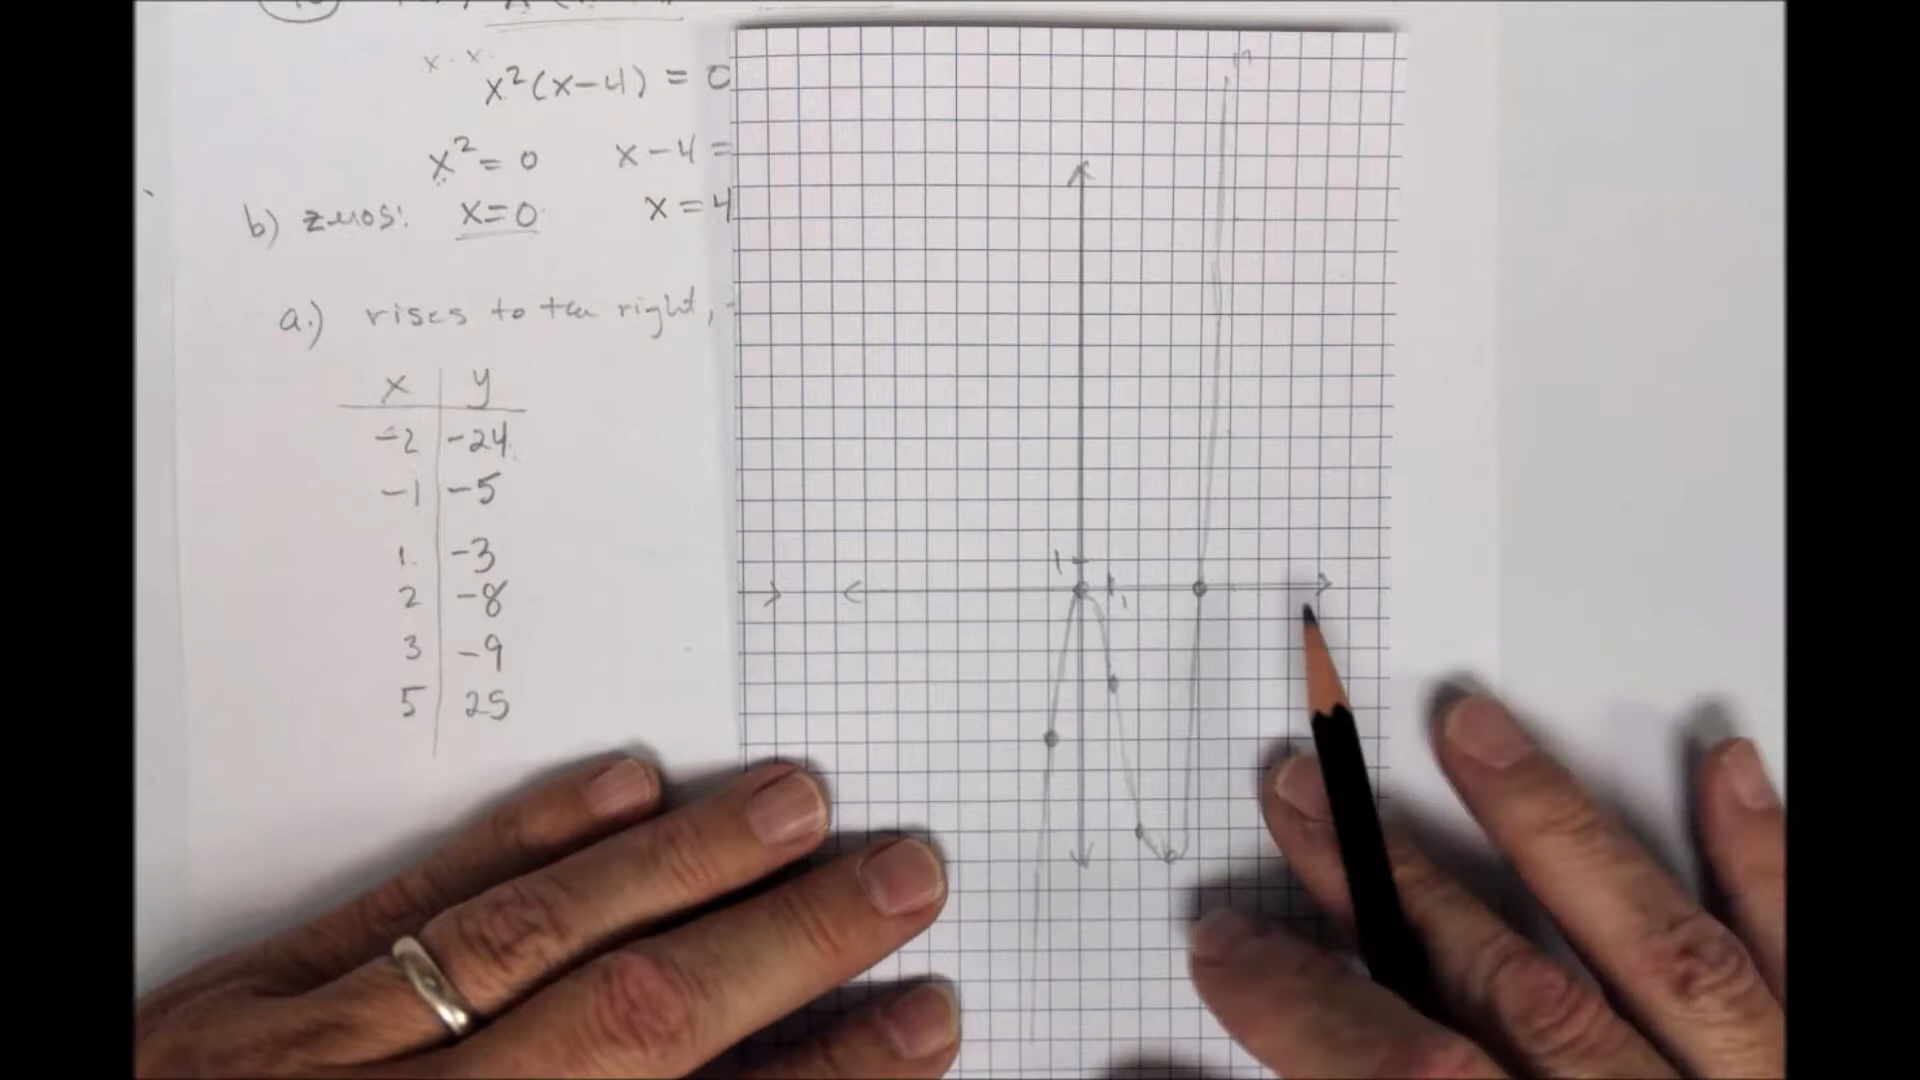 x · x ·
x²(x-4) = 0
x² = 0 x-4 =
b) zeros: x=0 x=4
a.) rises to the right,
x y
-2 -24
-1 -5
1 -3
2 -8
3 -9
5 25
1
1